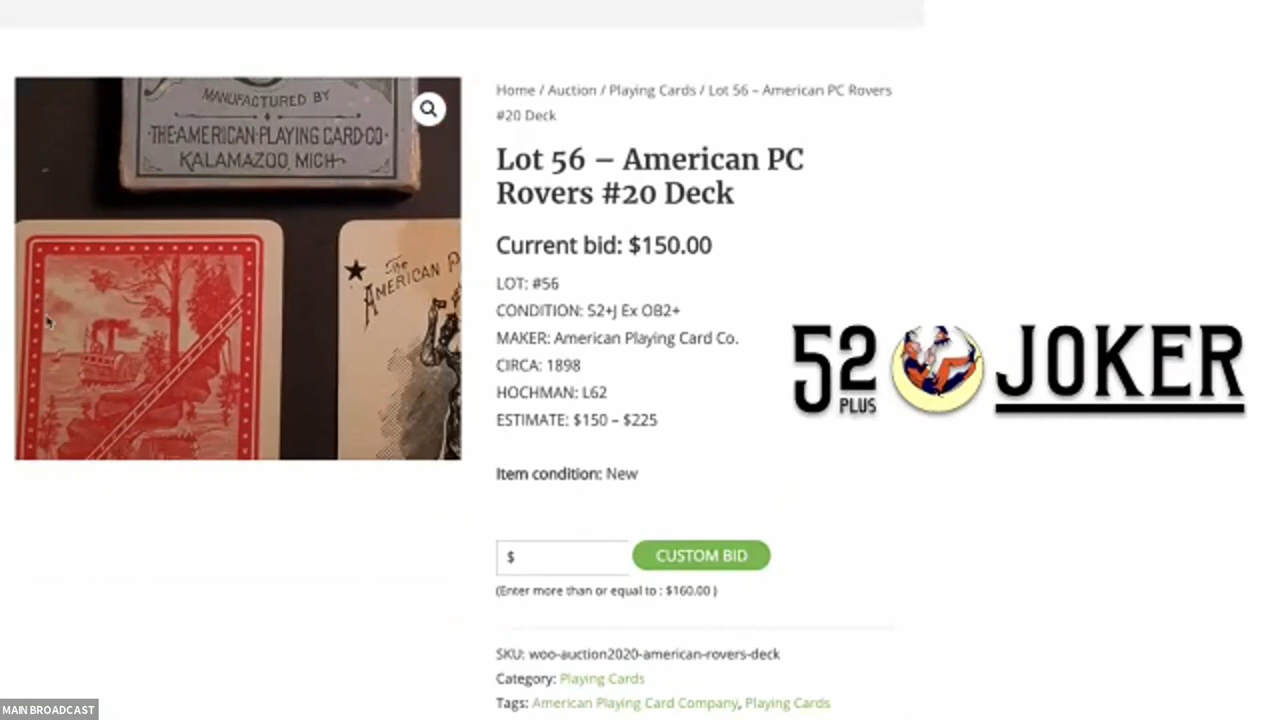 MANUFACTURED BY
·THE·AMERICAN·PLAYING CARD·CO·
KALAMAZOO, MICH
The
AMERICAN P
Home / Auction / Playing Cards / Lot 56 – American PC Rovers
#20 Deck
Lot 56 – American PC
Rovers #20 Deck
Current bid: $150.00
LOT: #56
CONDITION: 52+J Ex OB2+
MAKER: American Playing Card Co.
CIRCA: 1898
HOCHMAN: L62
ESTIMATE: $150 – $225
Item condition: New
$
CUSTOM BID
(Enter more than or equal to : $160.00 )
SKU: woo-auction2020-american-rovers-deck
Category: Playing Cards
Tags: American Playing Card Company, Playing Cards
52 PLUS JOKER
MAIN BROADCAST